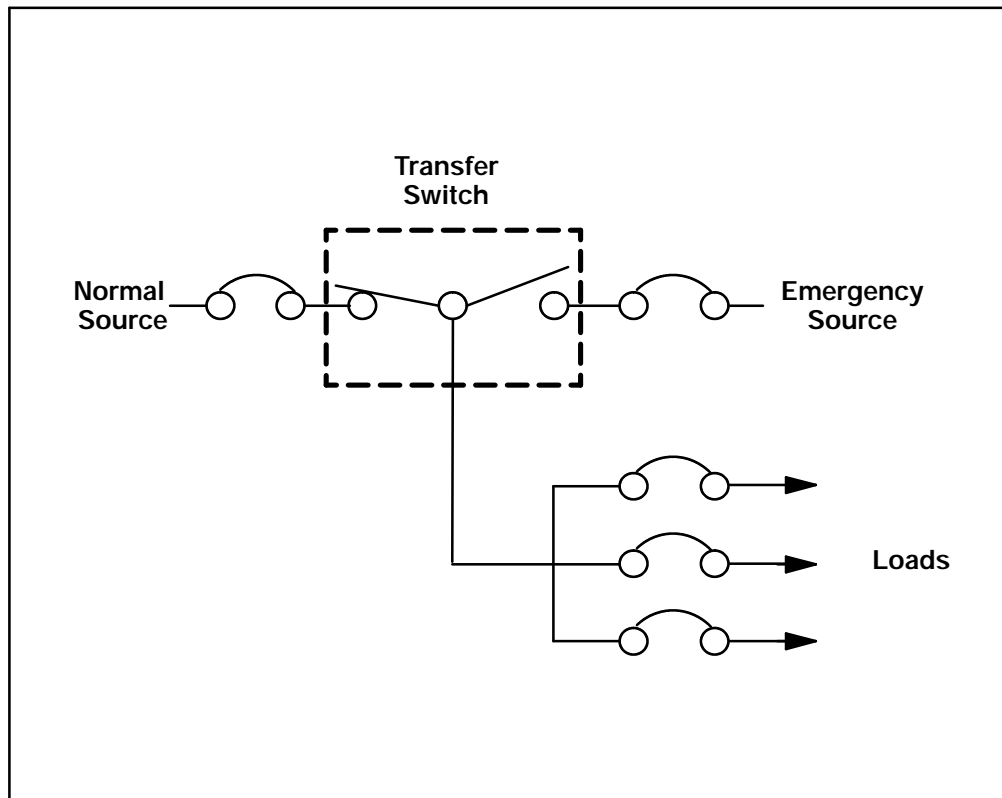 Transfer
Switch
Normal
Source
Emergency
Source
Loads